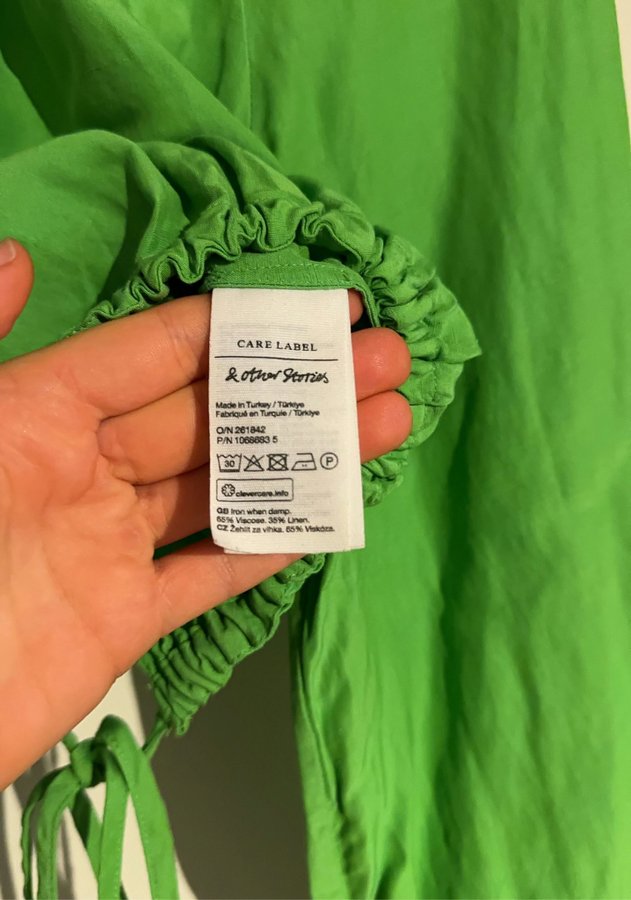 CARE LABEL
& other Stories
Made in Turkey / Türkiye
Fabriqué en Turquie / Türkiye
O/N 261842
P/N 1068683 5
30 P
clevercare.info
GB Iron when damp.
65% Viscose. 35% Linen.
CZ Žehlit za vlhka. 65% Viskóza.